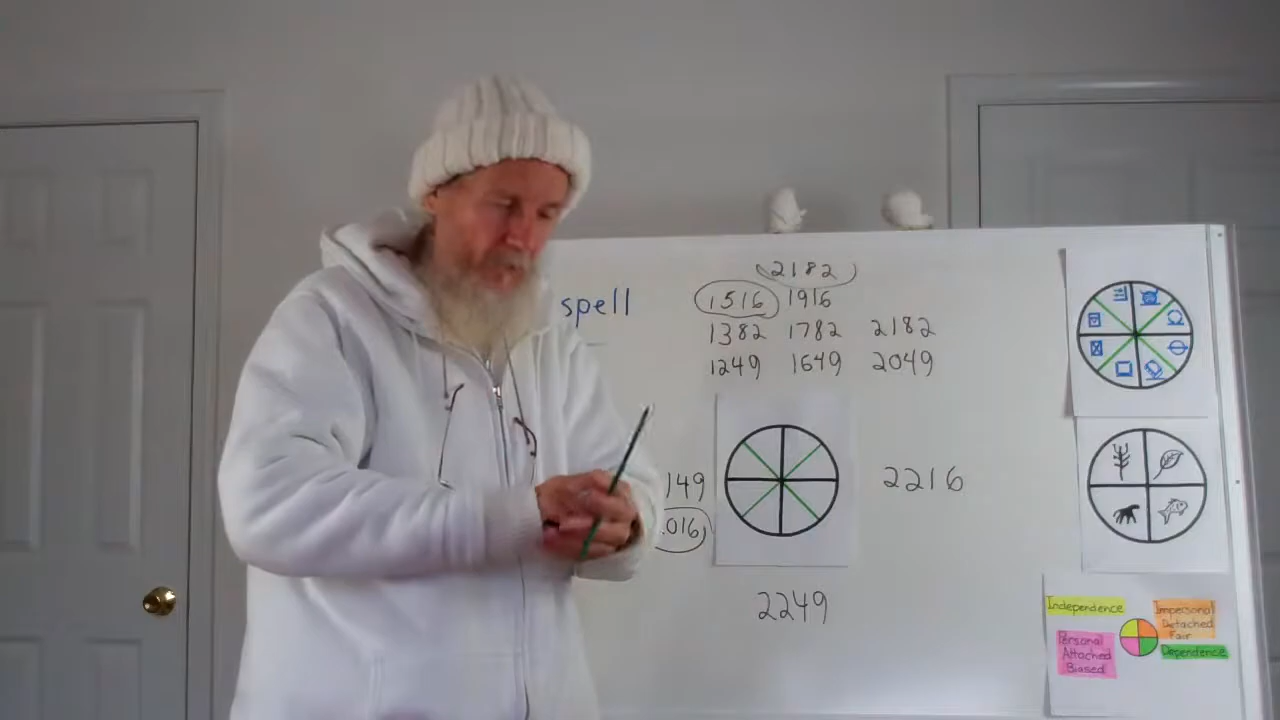 2182
spell
1516 1916
1382 1782 2182
1249 1649 2049
149
2216
016
2249
Independence
Impersonal
Detached
Fair
Personal
Attached
Biased
Dependence